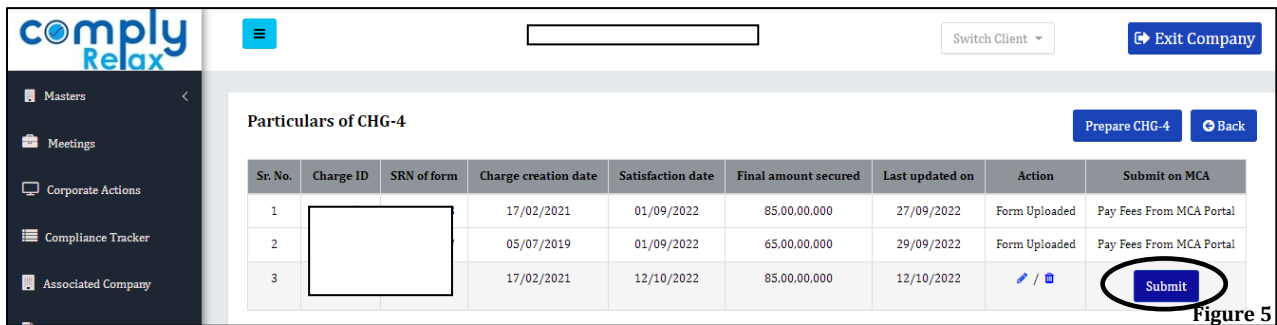 comply
Relax
Switch Client
Exit Company
Masters
Meetings
Corporate Actions
Compliance Tracker
Associated Company
Particulars of CHG-4
Prepare CHG-4
Back
Sr. No. Charge ID SRN of form Charge creation date Satisfaction date Final amount secured Last updated on Action Submit on MCA
1 17/02/2021 01/09/2022 85,00,00,000 27/09/2022 Form Uploaded Pay Fees From MCA Portal
2 05/07/2019 01/09/2022 65,00,00,000 29/09/2022 Form Uploaded Pay Fees From MCA Portal
3 17/02/2021 12/10/2022 85,00,00,000 12/10/2022 / Submit
Figure 5